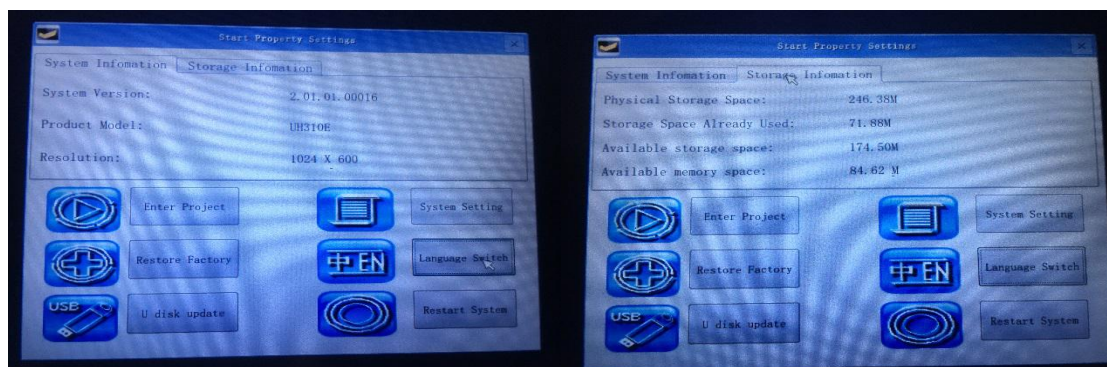 Start Property Settings
System Infomation Storage Infomation
System Version: 2.01.01.00016
Product Model: UH310E
Resolution: 1024 X 600
Enter Project
System Setting
Restore Factory
中EN
Language Switch
USB
U disk update
Restart System
Start Property Settings
System Infomation Storage Infomation
Physical Storage Space: 246.38M
Storage Space Already Used: 71.88M
Available storage space: 174.50M
Available memory space: 84.62 M
Enter Project
System Setting
Restore Factory
中EN
Language Switch
USB
U disk update
Restart System